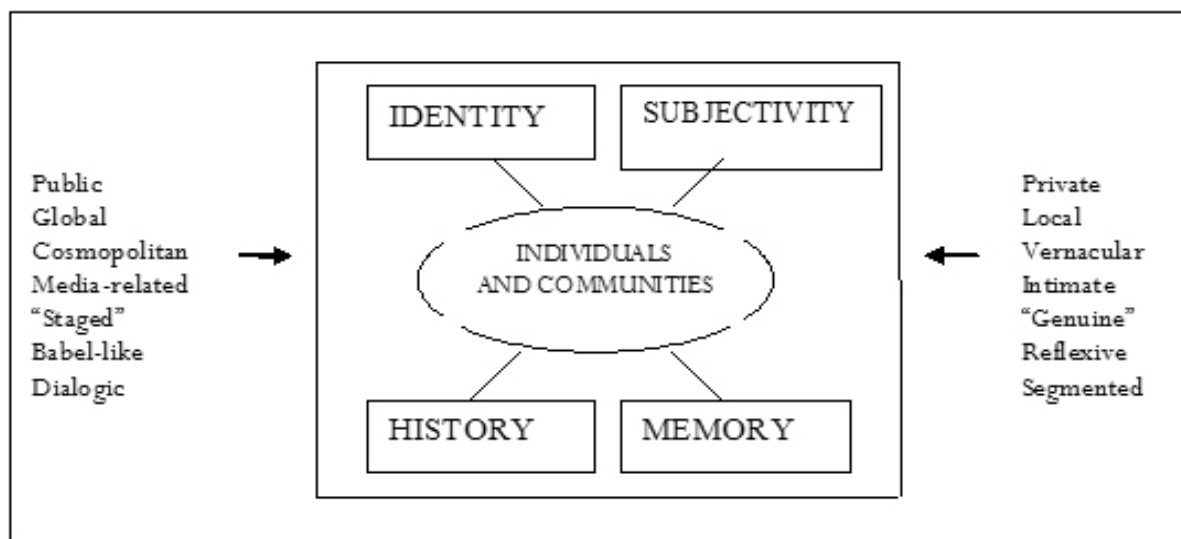 IDENTITY
SUBJECTIVITY
Public
Global
Cosmopolitan
Media-related
“Staged”
Babel-like
Dialogic
INDIVIDUALS
AND COMMUNITIES
Private
Local
Vernacular
Intimate
“Genuine”
Reflexive
Segmented
HISTORY
MEMORY